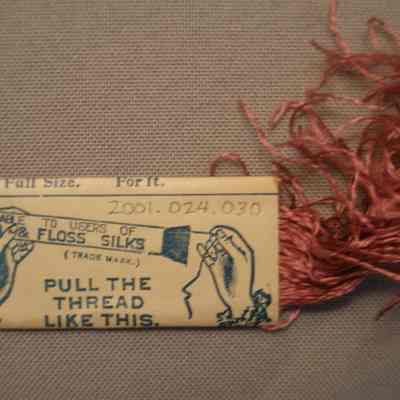 Full Size. For It.
2001.024.030
ABLE TO USERS OF
& FLOSS SILKS.
(TRADE MARK.)
PULL THE
THREAD
LIKE THIS.